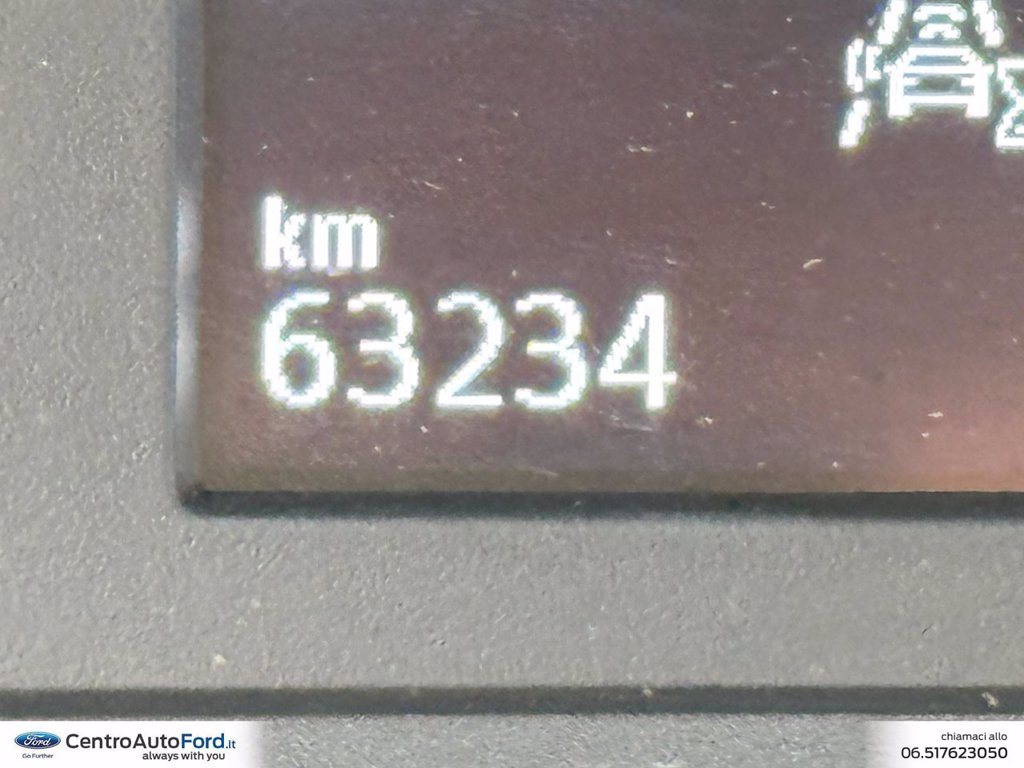 km
63234
Ford
Go Further
CentroAutoFord.it
always with you
chiamaci allo
06.517623050